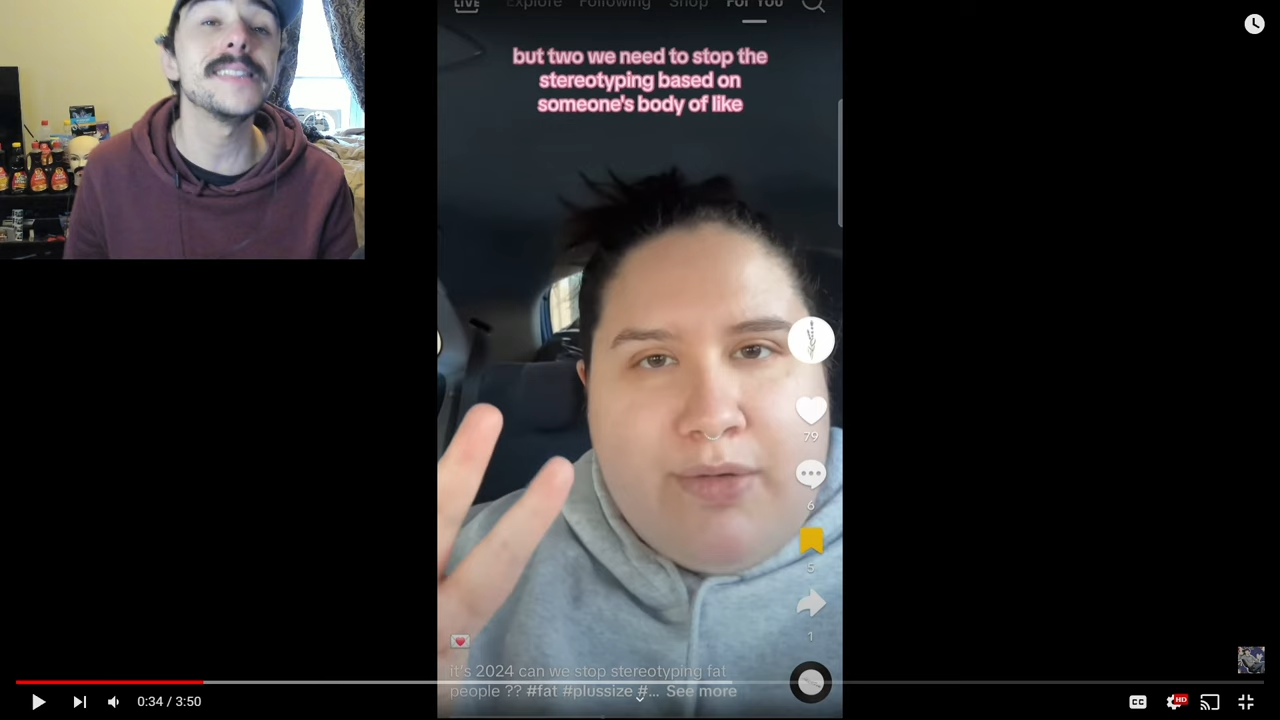 LIVE
Explore Following Shop For You
but two we need to stop the
stereotyping based on
someone's body of like
79
6
5
1
it's 2024 can we stop stereotyping fat
people ?? #fat #plussize #... See more
0:34 / 3:50
CC
HD